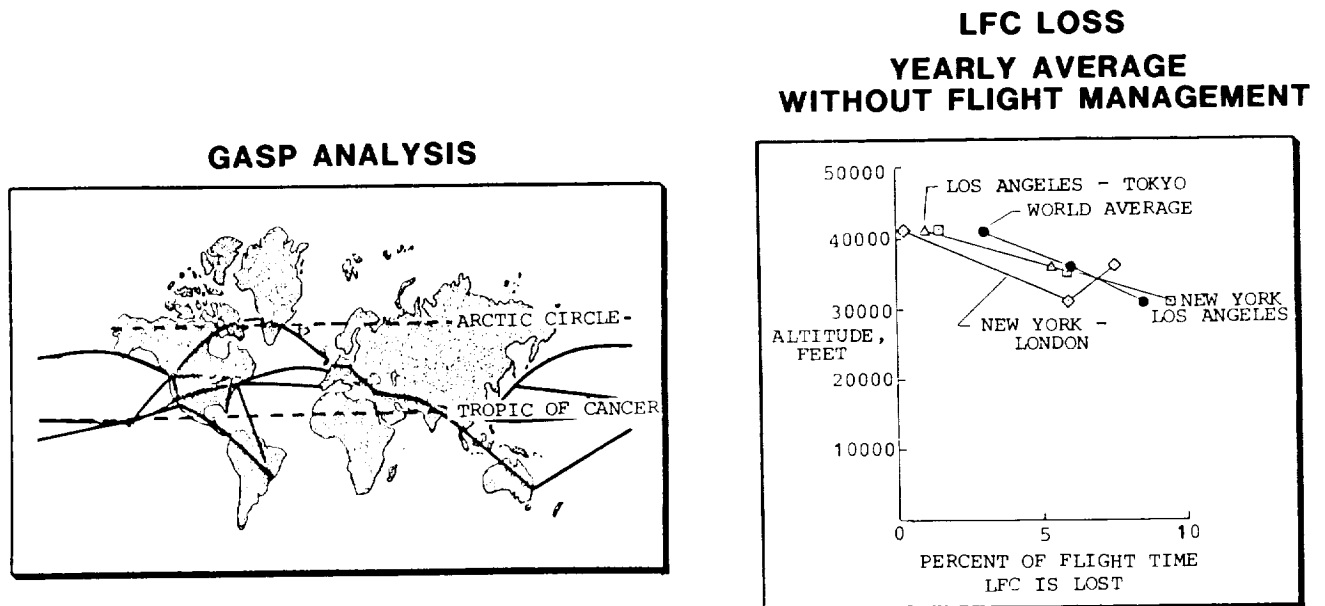 GASP ANALYSIS
ARCTIC CIRCLE-
TROPIC OF CANCER
LFC LOSS
YEARLY AVERAGE
WITHOUT FLIGHT MANAGEMENT
50000
LOS ANGELES - TOKYO
WORLD AVERAGE
40000
30000
NEW YORK
LOS ANGELES
NEW YORK -
LONDON
ALTITUDE,
FEET
20000
10000
0
5
10
PERCENT OF FLIGHT TIME
LFC IS LOST